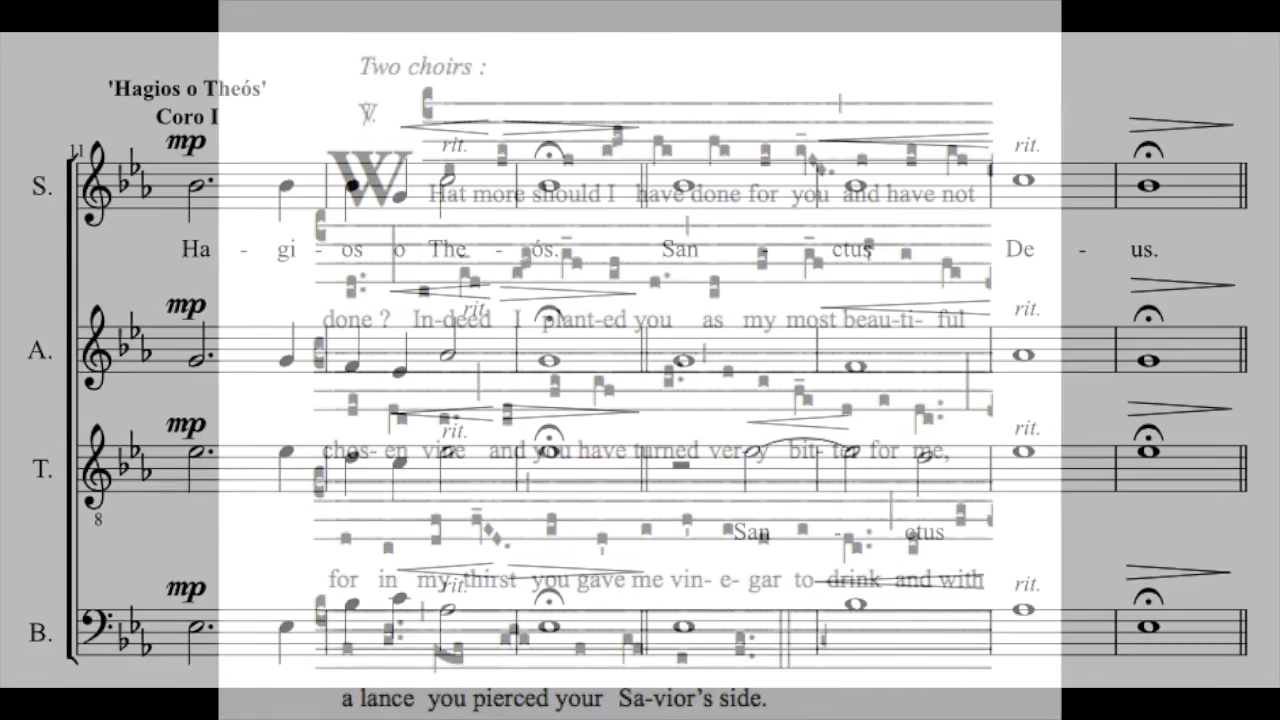 Two choirs :
'Hagios o Theós'
Coro I
℣.
mp
11
rit.
rit.
S.
WHat more should I have done for you and have not
Ha - gi - os o The - ós. San - ctus De - us.
mp
rit.
rit.
done ? In-deed I plant-ed you as my most beau-ti- ful
A.
mp
rit.
rit.
chos- en vine and you have turned ver- y bit- ter for me,
T.
8
San - ctus
for in my thirst you gave me vin- e- gar to drink and with
mp
rit.
rit.
B.
a lance you pierced your Sa-vior's side.